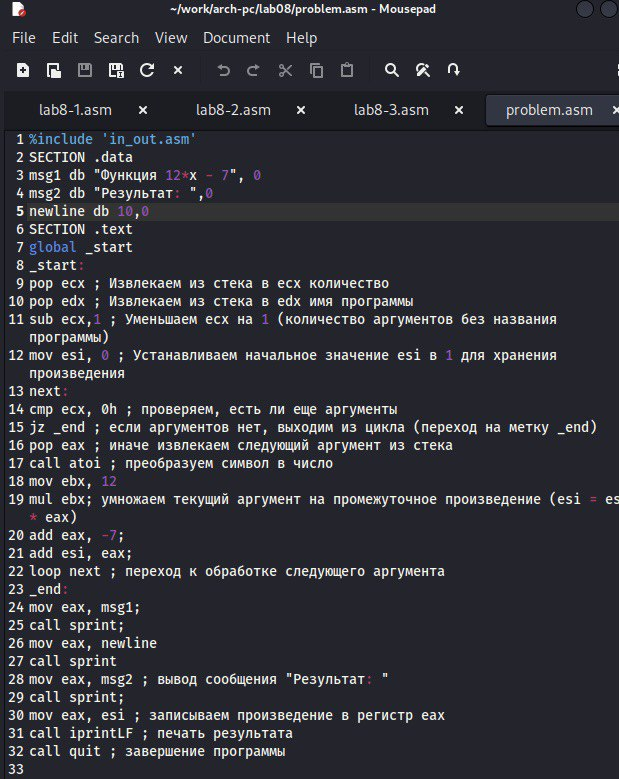 ~/work/arch-pc/lab08/problem.asm - Mousepad
File Edit Search View Document Help
lab8-1.asm × lab8-2.asm × lab8-3.asm × problem.asm ×
1 %include 'in_out.asm'
2 SECTION .data
3 msg1 db "Функция 12*x - 7", 0
4 msg2 db "Результат: ",0
5 newline db 10,0
6 SECTION .text
7 global _start
8 _start:
9 pop ecx ; Извлекаем из стека в ecx количество
10 pop edx ; Извлекаем из стека в edx имя программы
11 sub ecx,1 ; Уменьшаем ecx на 1 (количество аргументов без названия
программы)
12 mov esi, 0 ; Устанавливаем начальное значение esi в 1 для хранения
произведения
13 next:
14 cmp ecx, 0h ; проверяем, есть ли еще аргументы
15 jz _end ; если аргументов нет, выходим из цикла (переход на метку _end)
16 pop eax ; иначе извлекаем следующий аргумент из стека
17 call atoi ; преобразуем символ в число
18 mov ebx, 12
19 mul ebx; умножаем текущий аргумент на промежуточное произведение (esi = es
* eax)
20 add eax, -7;
21 add esi, eax;
22 loop next ; переход к обработке следующего аргумента
23 _end:
24 mov eax, msg1;
25 call sprint;
26 mov eax, newline
27 call sprint
28 mov eax, msg2 ; вывод сообщения "Результат: "
29 call sprint;
30 mov eax, esi ; записываем произведение в регистр eax
31 call iprintLF ; печать результата
32 call quit ; завершение программы
33